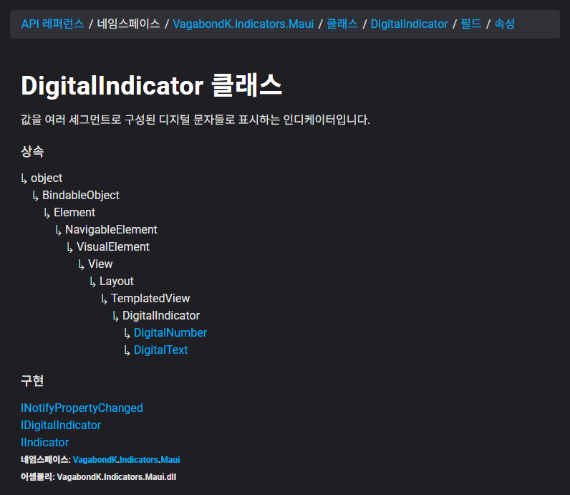 API 레퍼런스 / 네임스페이스 / VagabondK.Indicators.Maui / 클래스 / DigitalIndicator / 필드 / 속성
DigitalIndicator 클래스
값을 여러 세그먼트로 구성된 디지털 문자들로 표시하는 인디케이터입니다.
상속
↳ object
↳ BindableObject
↳ Element
↳ NavigableElement
↳ VisualElement
↳ View
↳ Layout
↳ TemplatedView
↳ DigitalIndicator
↳ DigitalNumber
↳ DigitalText
구현
INotifyPropertyChanged
IDigitalIndicator
IIndicator
네임스페이스: VagabondK.Indicators.Maui
어셈블리: VagabondK.Indicators.Maui.dll